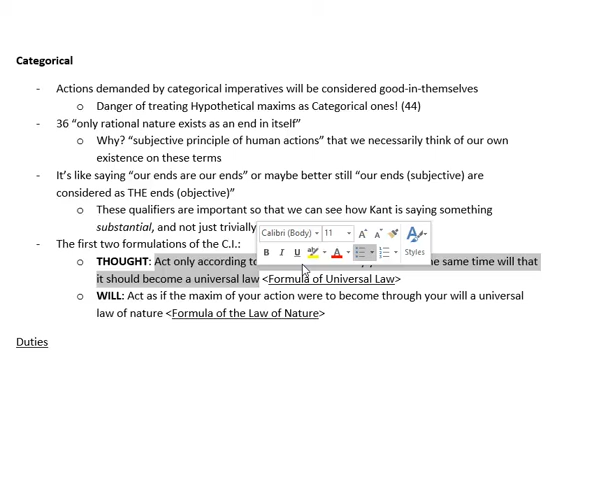 Categorical
- Actions demanded by categorical imperatives will be considered good-in-themselves
o Danger of treating Hypothetical maxims as Categorical ones! (44)
- 36 “only rational nature exists as an end in itself”
o Why? “subjective principle of human actions” that we necessarily think of our own
existence on these terms
- It’s like saying “our ends are our ends” or maybe better still “our ends (subjective) are
considered as THE ends (objective)”
o These qualifiers are important so that we can see how Kant is saying something
substantial, and not just trivially
Calibri (Body) 11
- The first two formulations of the C.I.:
B I U aby A Styles
o THOUGHT: Act only according to same time will that
it should become a universal law <Formula of Universal Law>
o WILL: Act as if the maxim of your action were to become through your will a universal
law of nature <Formula of the Law of Nature>
Duties